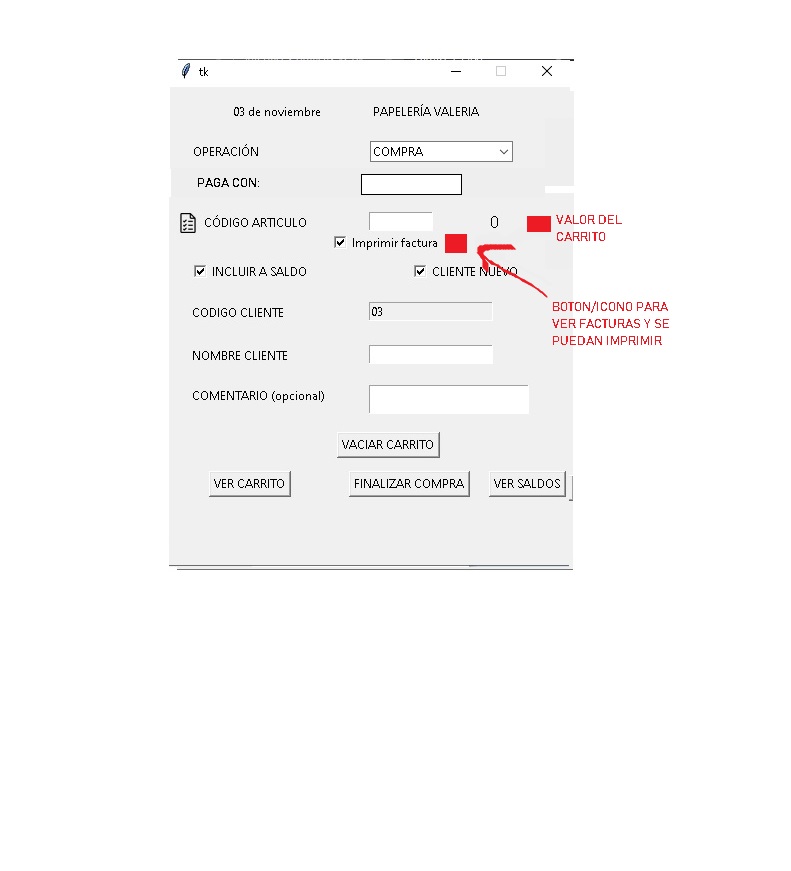 tk
03 de noviembre PAPELERÍA VALERIA
OPERACIÓN COMPRA
PAGA CON:
CÓDIGO ARTICULO 0 VALOR DEL
CARRITO
Imprimir factura
INCLUIR A SALDO CLIENTE NUEVO
BOTON/ICONO PARA
VER FACTURAS Y SE
PUEDAN IMPRIMIR
CODIGO CLIENTE 03
NOMBRE CLIENTE
COMENTARIO (opcional)
VACIAR CARRITO
VER CARRITO FINALIZAR COMPRA VER SALDOS